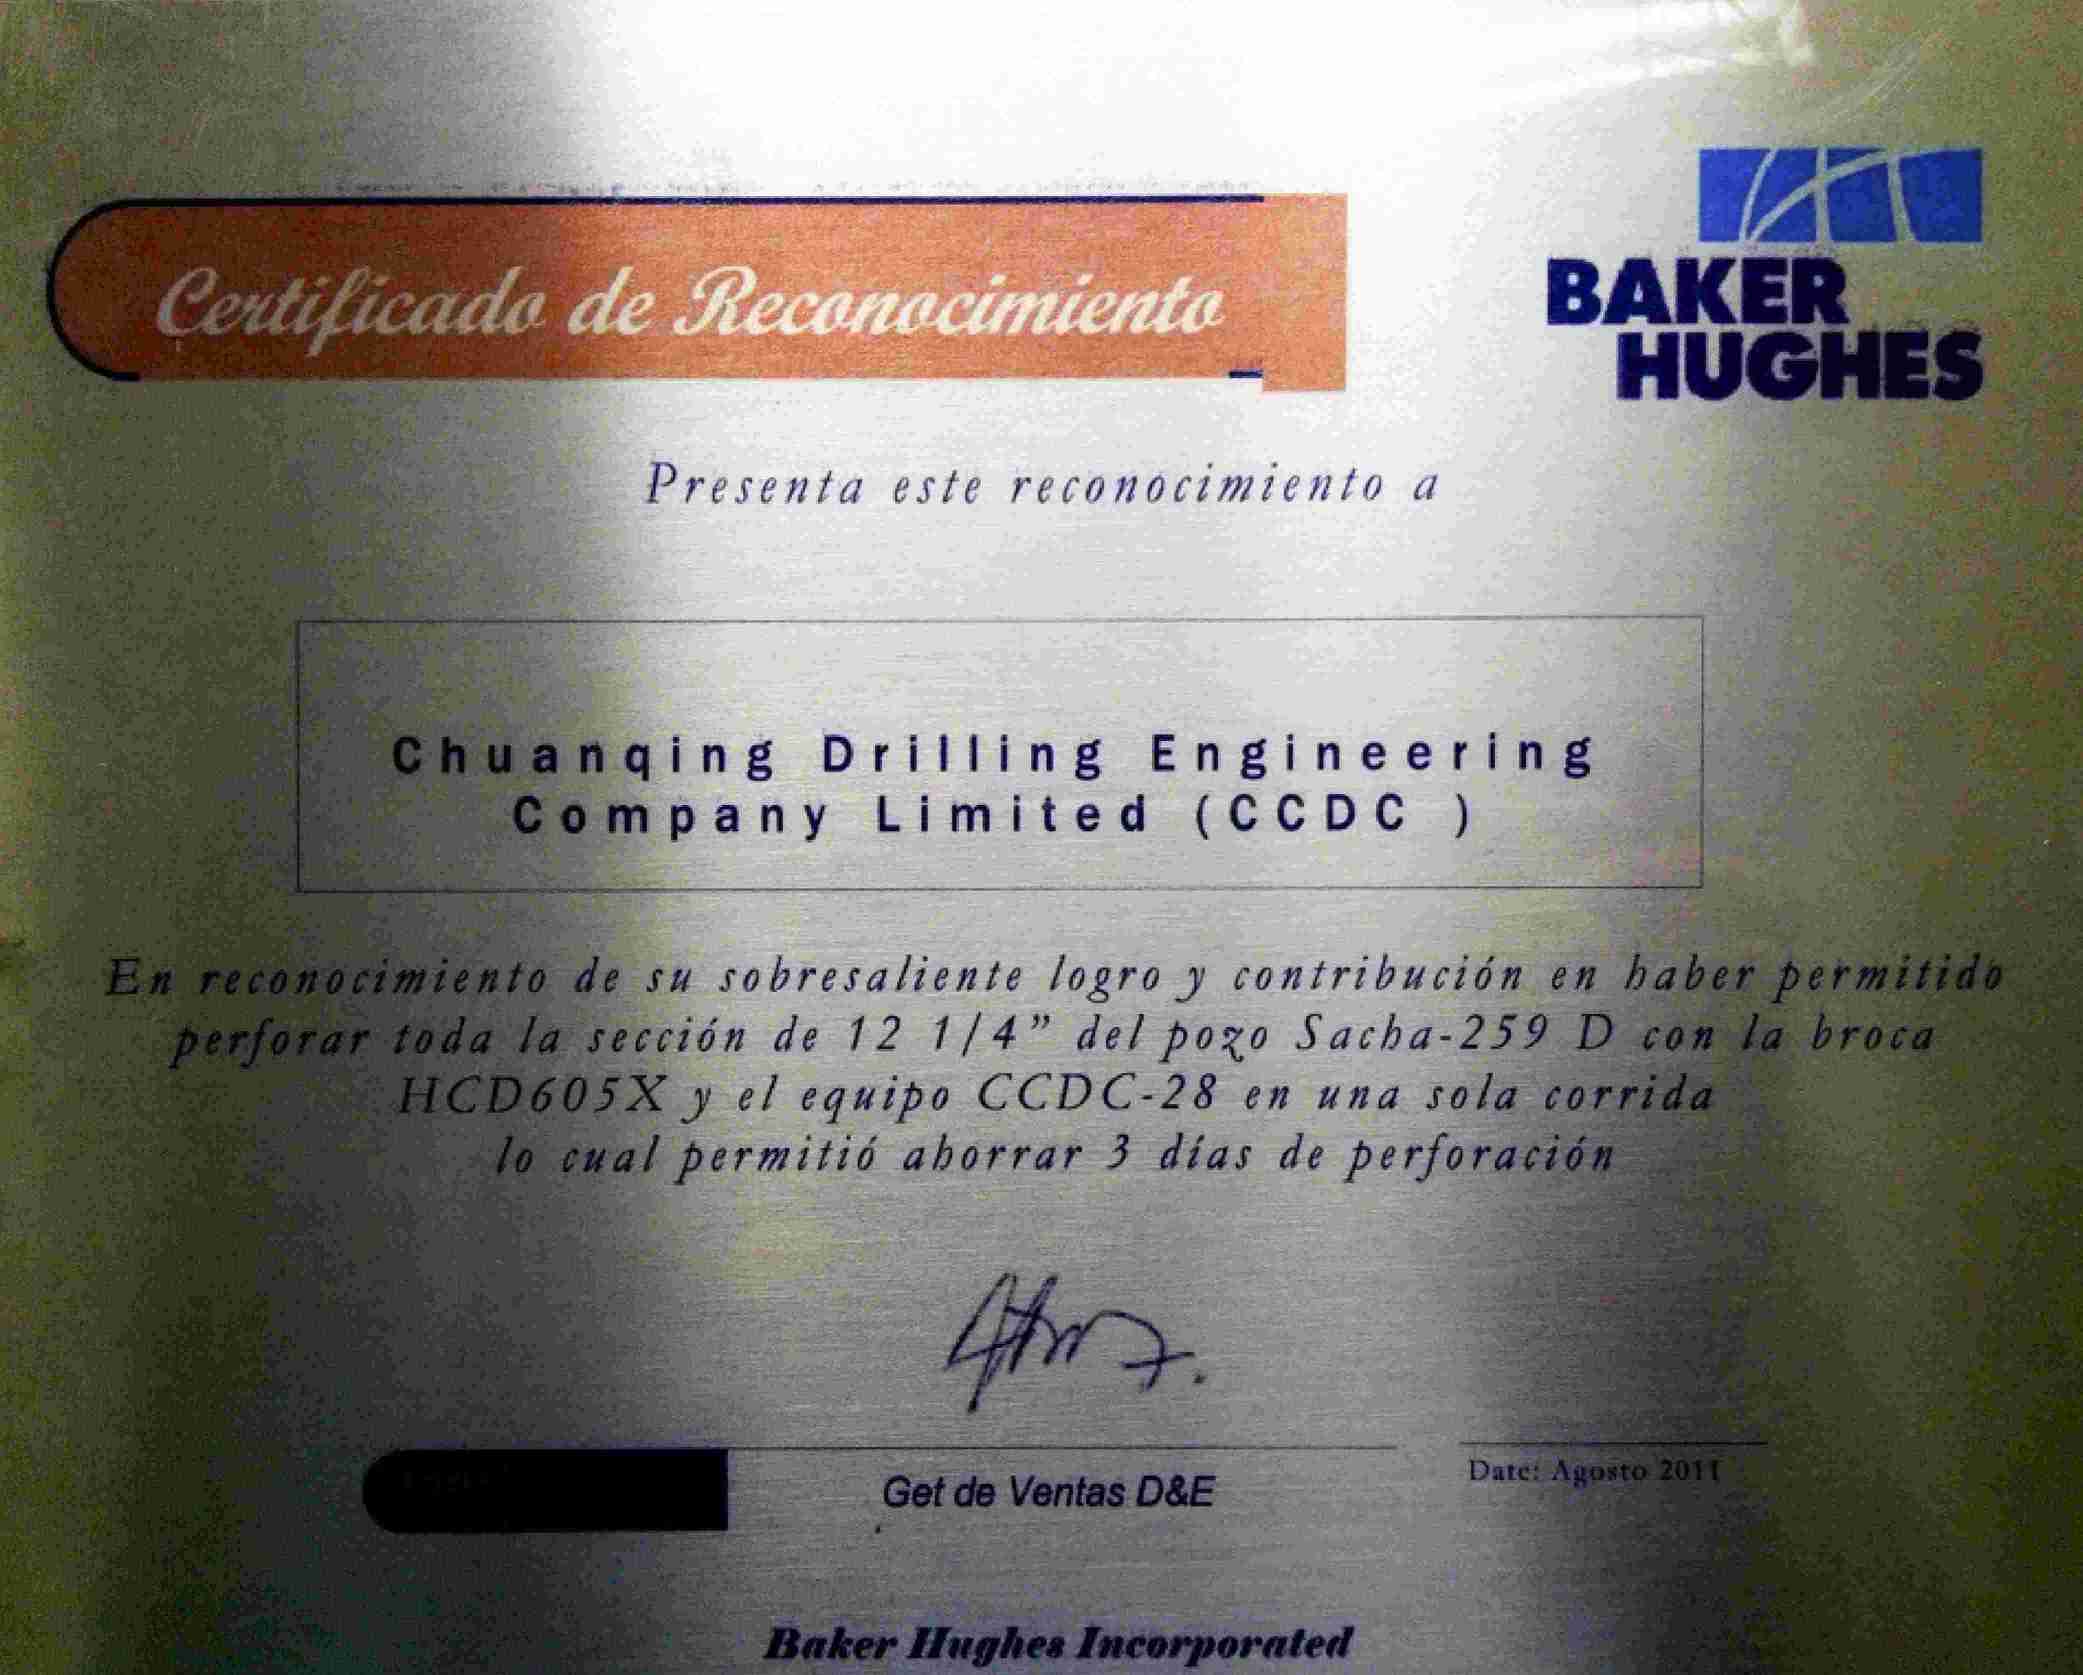 Certificado de Reconocimiento
BAKER
HUGHES
Presenta este reconocimiento a
Chuanqing Drilling Engineering
Company Limited (CCDC )
En reconocimiento de su sobresaliente logro y contribución en haber permitido
perforar toda la sección de 12 1/4” del pozo Sacha-259 D con la broca
HCD605X y el equipo CCDC-28 en una sola corrida
lo cual permitió ahorrar 3 días de perforación
Get de Ventas D&E
Date: Agosto 2011
Baker Hughes Incorporated